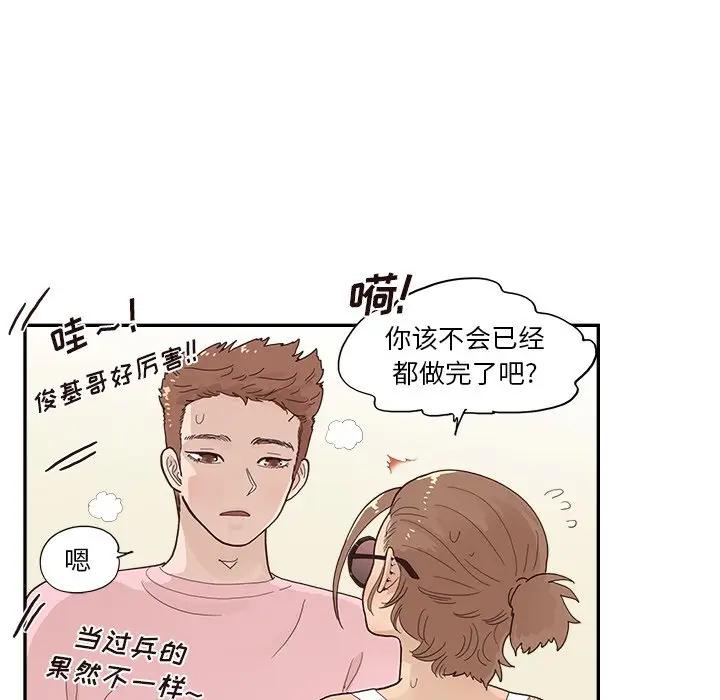 嗬!
哇~!
俊基哥好厉害!!
你该不会已经
都做完了吧?
嗯
当过兵的
果然不一样~